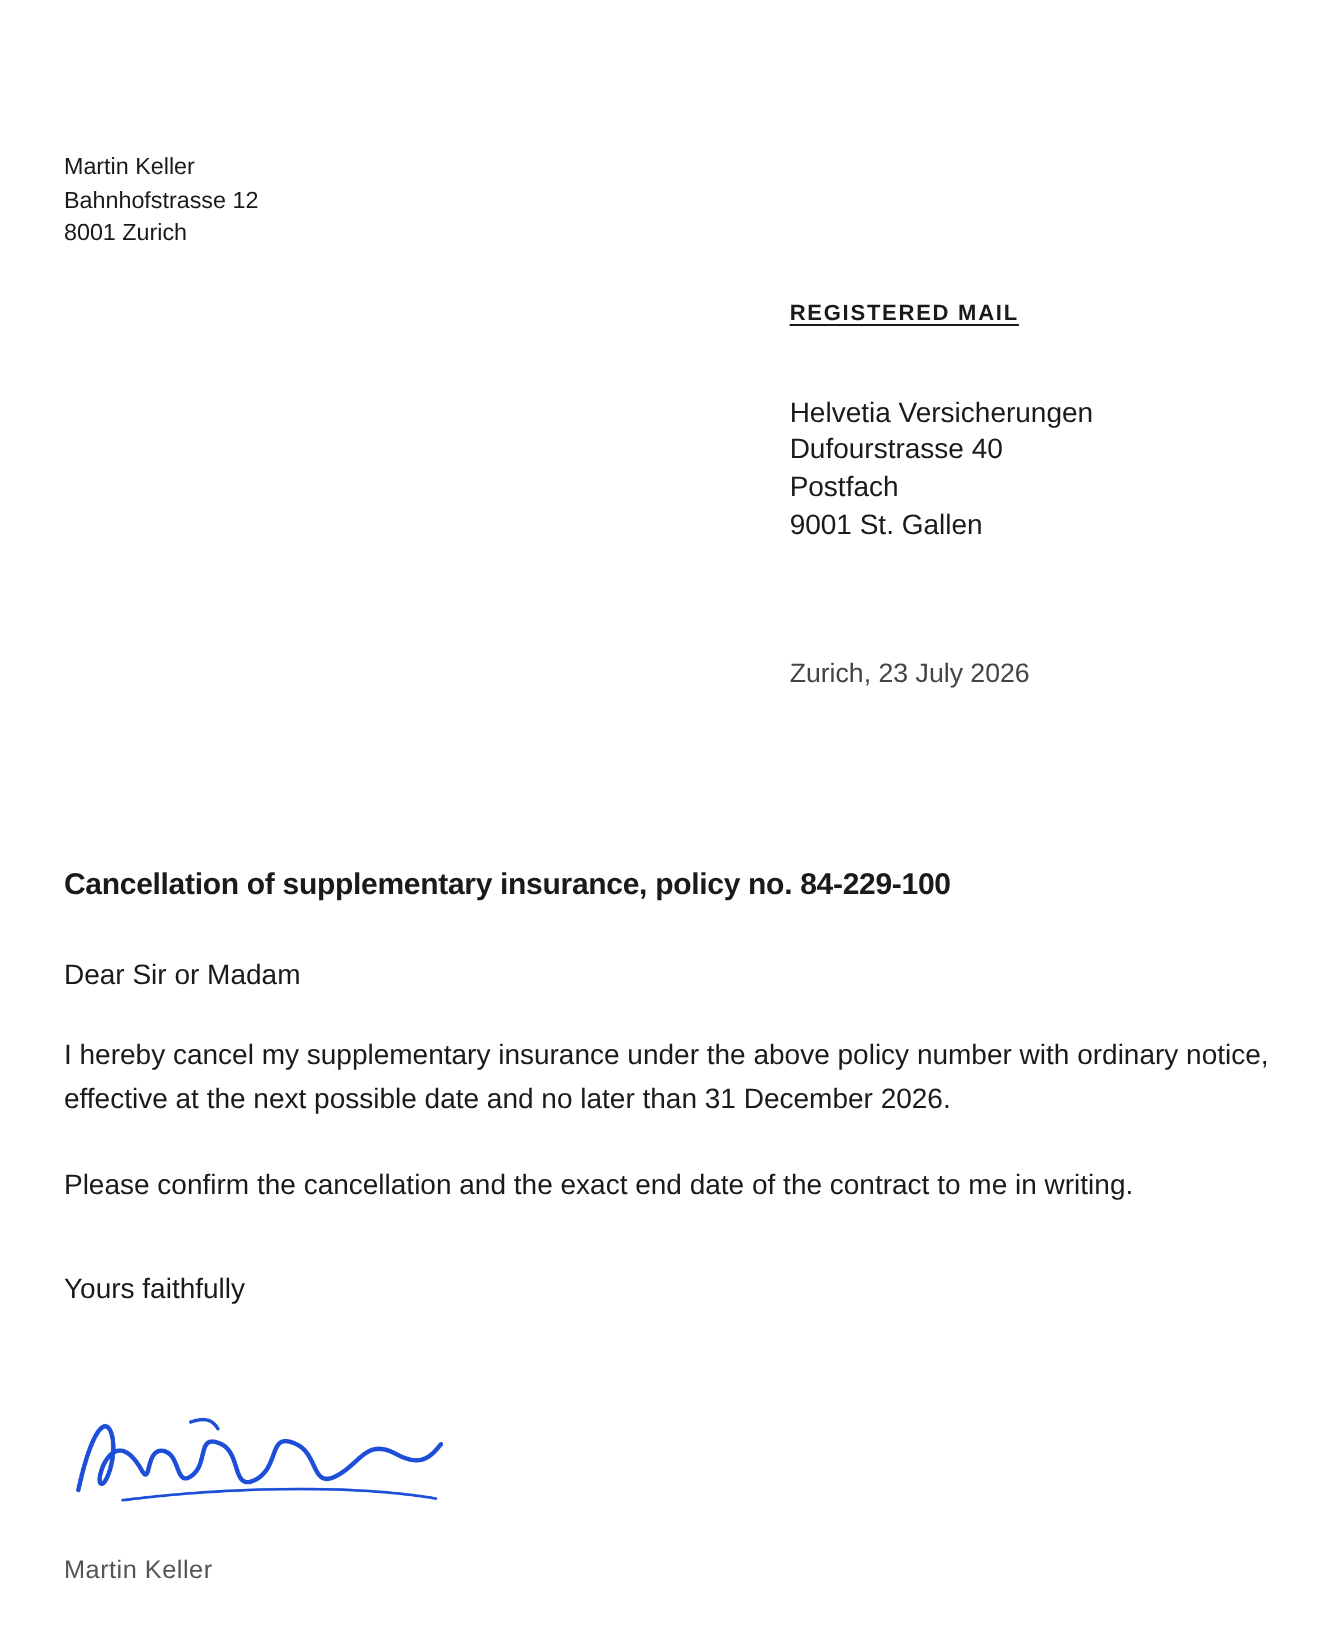 Martin Keller
Bahnhofstrasse 12
8001 Zurich
REGISTERED MAIL
Helvetia Versicherungen
Dufourstrasse 40
Postfach
9001 St. Gallen
Zurich, 23 July 2026
Cancellation of supplementary insurance, policy no. 84-229-100
Dear Sir or Madam
I hereby cancel my supplementary insurance under the above policy number with ordinary notice,
effective at the next possible date and no later than 31 December 2026.
Please confirm the cancellation and the exact end date of the contract to me in writing.
Yours faithfully
Martin Keller